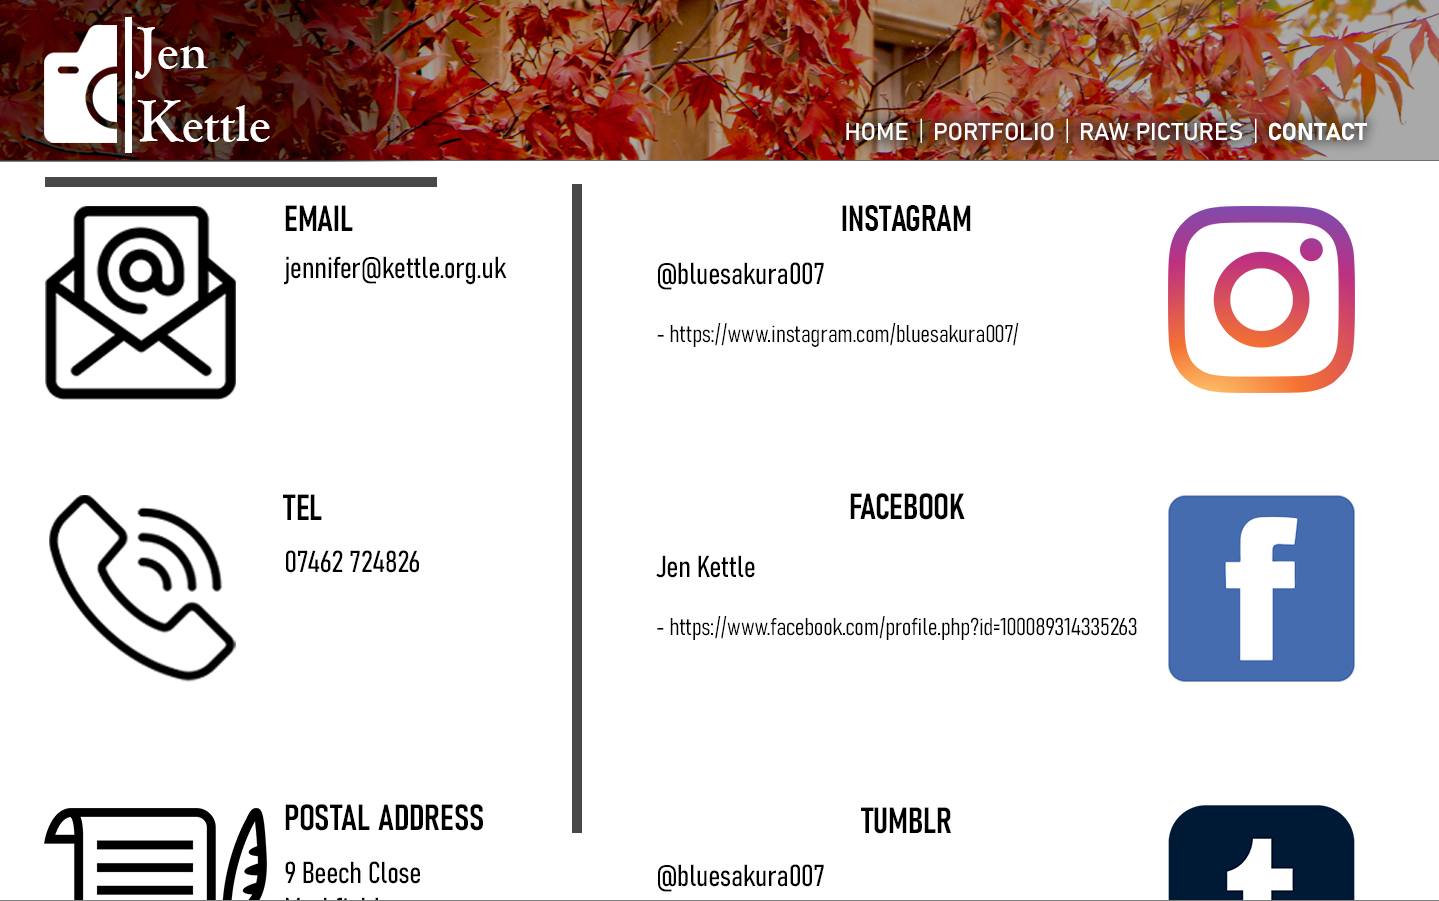 Jen
Kettle
HOME | PORTFOLIO | RAW PICTURES | CONTACT
EMAIL
jennifer@kettle.org.uk
TEL
07462 724826
POSTAL ADDRESS
9 Beech Close
INSTAGRAM
@bluesakura007
- https://www.instagram.com/bluesakura007/
FACEBOOK
Jen Kettle
- https://www.facebook.com/profile.php?id=100089314335263
TUMBLR
@bluesakura007